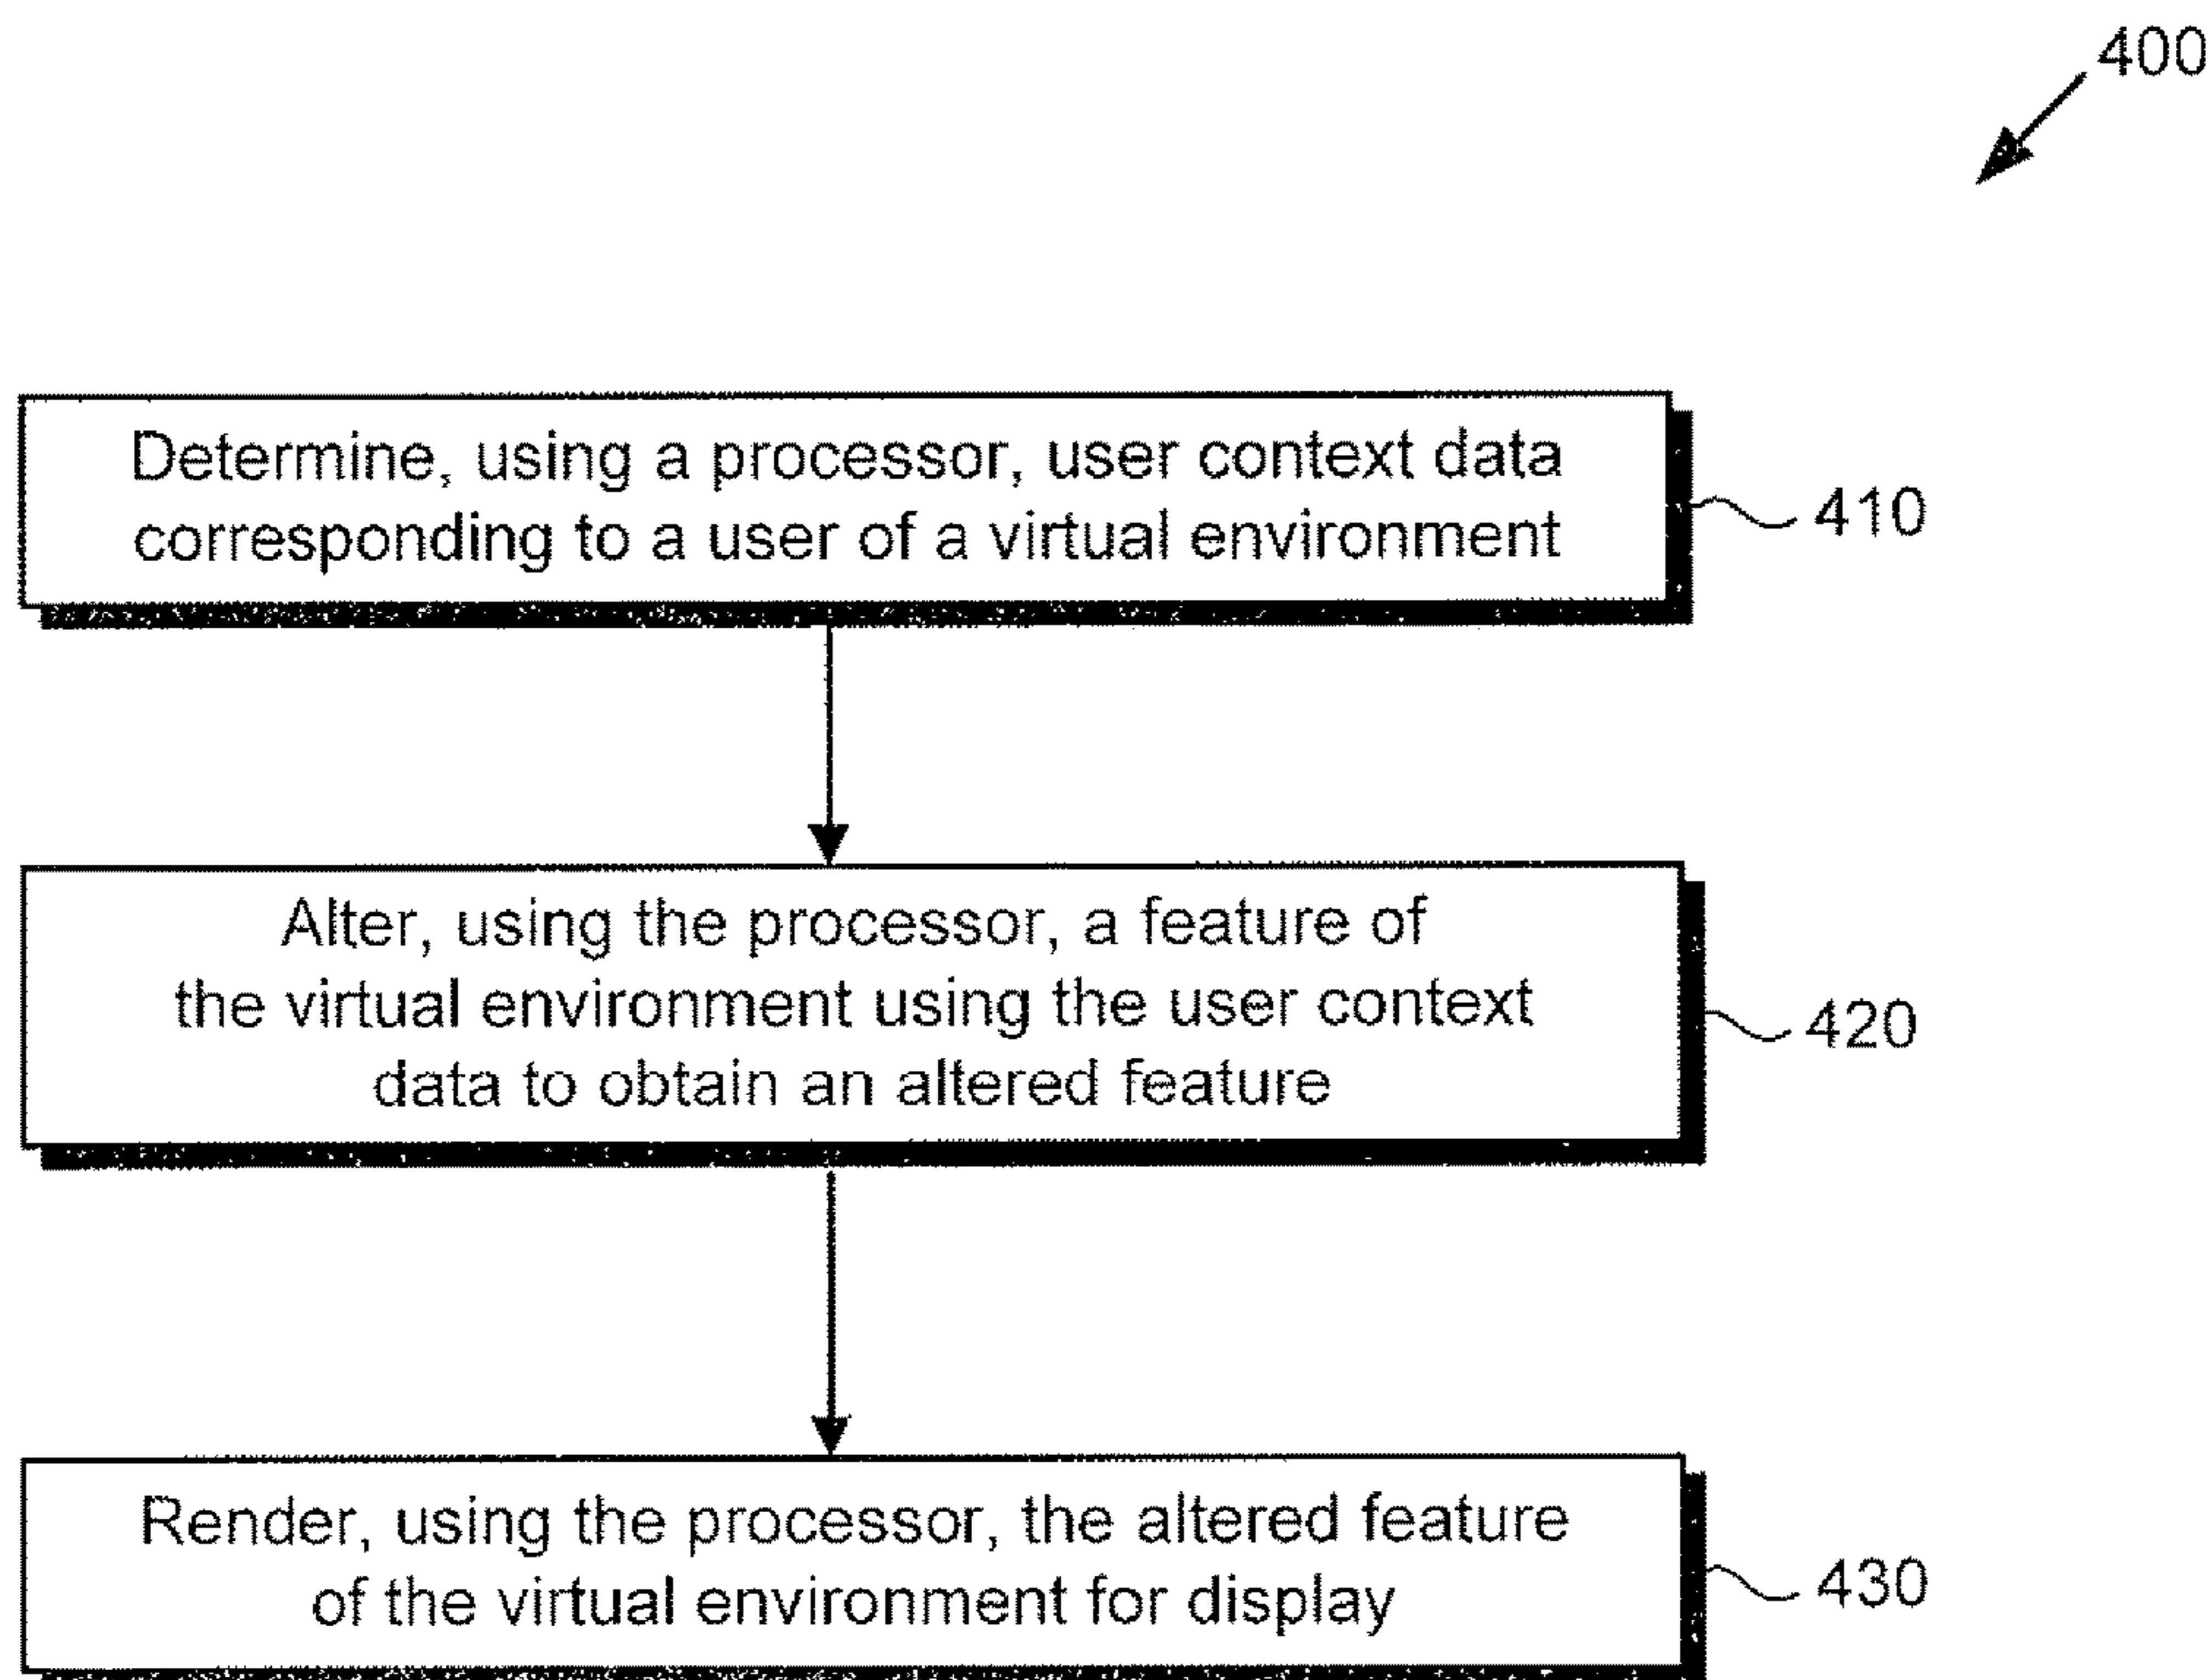 400
Determine, using a processor, user context data
corresponding to a user of a virtual environment
410
Alter, using the processor, a feature of
the virtual environment using the user context
data to obtain an altered feature
420
Render, using the processor, the altered feature
of the virtual environment for display
430